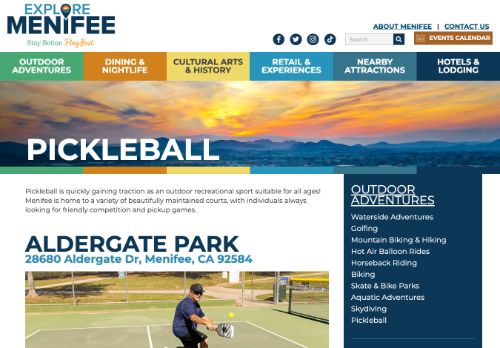 EXPLORE
MENIFEE
Stay Better. Play Best.
ABOUT MENIFEE | CONTACT US
Search
EVENTS CALENDAR
OUTDOOR
ADVENTURES
DINING &
NIGHTLIFE
CULTURAL ARTS
& HISTORY
RETAIL &
EXPERIENCES
NEARBY
ATTRACTIONS
HOTELS &
LODGING
PICKLEBALL
Pickleball is quickly gaining traction as an outdoor recreational sport suitable for all ages!
Menifee is home to a variety of beautifully maintained courts, with individuals always
looking for friendly competition and pickup games.
ALDERGATE PARK
28680 Aldergate Dr, Menifee, CA 92584
OUTDOOR
ADVENTURES
Waterside Adventures
Golfing
Mountain Biking & Hiking
Hot Air Balloon Rides
Horseback Riding
Biking
Skate & Bike Parks
Aquatic Adventures
Skydiving
Pickleball